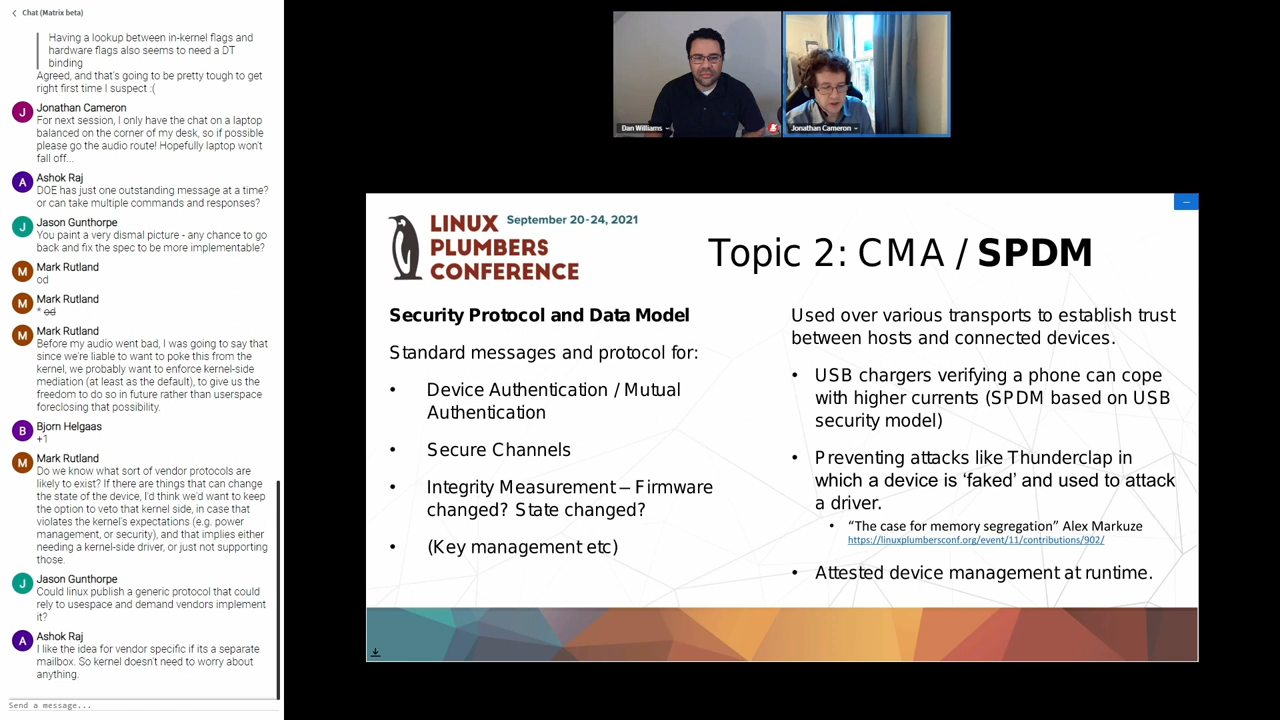 Chat (Matrix beta)
Having a lookup between in-kernel flags and
hardware flags also seems to need a DT
binding
Agreed, and that's going to be pretty tough to get
right first time I suspect :(
J
Jonathan Cameron
For next session, I only have the chat on a laptop
balanced on the corner of my desk, so if possible
please go the audio route! Hopefully laptop won't
fall off...
A
Ashok Raj
DOE has just one outstanding message at a time?
or can take multiple commands and responses?
J
Jason Gunthorpe
You paint a very dismal picture - any chance to go
back and fix the spec to be more implementable?
M
Mark Rutland
od
M
Mark Rutland
* od
M
Mark Rutland
Before my audio went bad, I was going to say that
since we're liable to want to poke this from the
kernel, we probably want to enforce kernel-side
mediation (at least as the default), to give us the
freedom to do so in future rather than userspace
foreclosing that possibility.
B
Bjorn Helgaas
+1
M
Mark Rutland
Do we know what sort of vendor protocols are
likely to exist? If there are things that can change
the state of the device, I'd think we'd want to keep
the option to veto that kernel side, in case that
violates the kernel's expectations (e.g. power
management, or security), and that implies either
needing a kernel-side driver, or just not supporting
those.
J
Jason Gunthorpe
Could linux publish a generic protocol that could
rely to usespace and demand vendors implement
it?
A
Ashok Raj
I like the idea for vendor specific if its a separate
mailbox. So kernel doesn't need to worry about
anything.
Send a message...
Dan Williams
Jonathan Cameron
LINUX
PLUMBERS
CONFERENCE
September 20-24, 2021
Topic 2: CMA / SPDM
Security Protocol and Data Model
Standard messages and protocol for:
• Device Authentication / Mutual
Authentication
• Secure Channels
• Integrity Measurement – Firmware
changed? State changed?
• (Key management etc)
Used over various transports to establish trust
between hosts and connected devices.
• USB chargers verifying a phone can cope
with higher currents (SPDM based on USB
security model)
• Preventing attacks like Thunderclap in
which a device is ‘faked’ and used to attack
a driver.
• “The case for memory segregation” Alex Markuze
https://linuxplumbersconf.org/event/11/contributions/902/
• Attested device management at runtime.